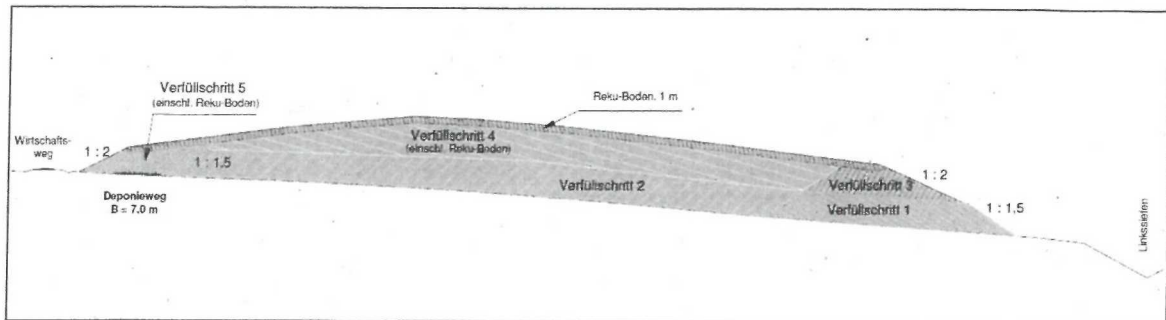 Verfüllschritt 5
(einschl. Reku-Boden)
Reku-Boden. 1 m
Wirtschafts-
weg
1 : 2
Verfüllschritt 4
(einschl. Reku-Boden)
1 : 1,5
Verfüllschritt 2
Verfüllschritt 3
1 : 2
Deponieweg
B = 7.0 m
Verfüllschritt 1
1 : 1,5
Linkssiefen